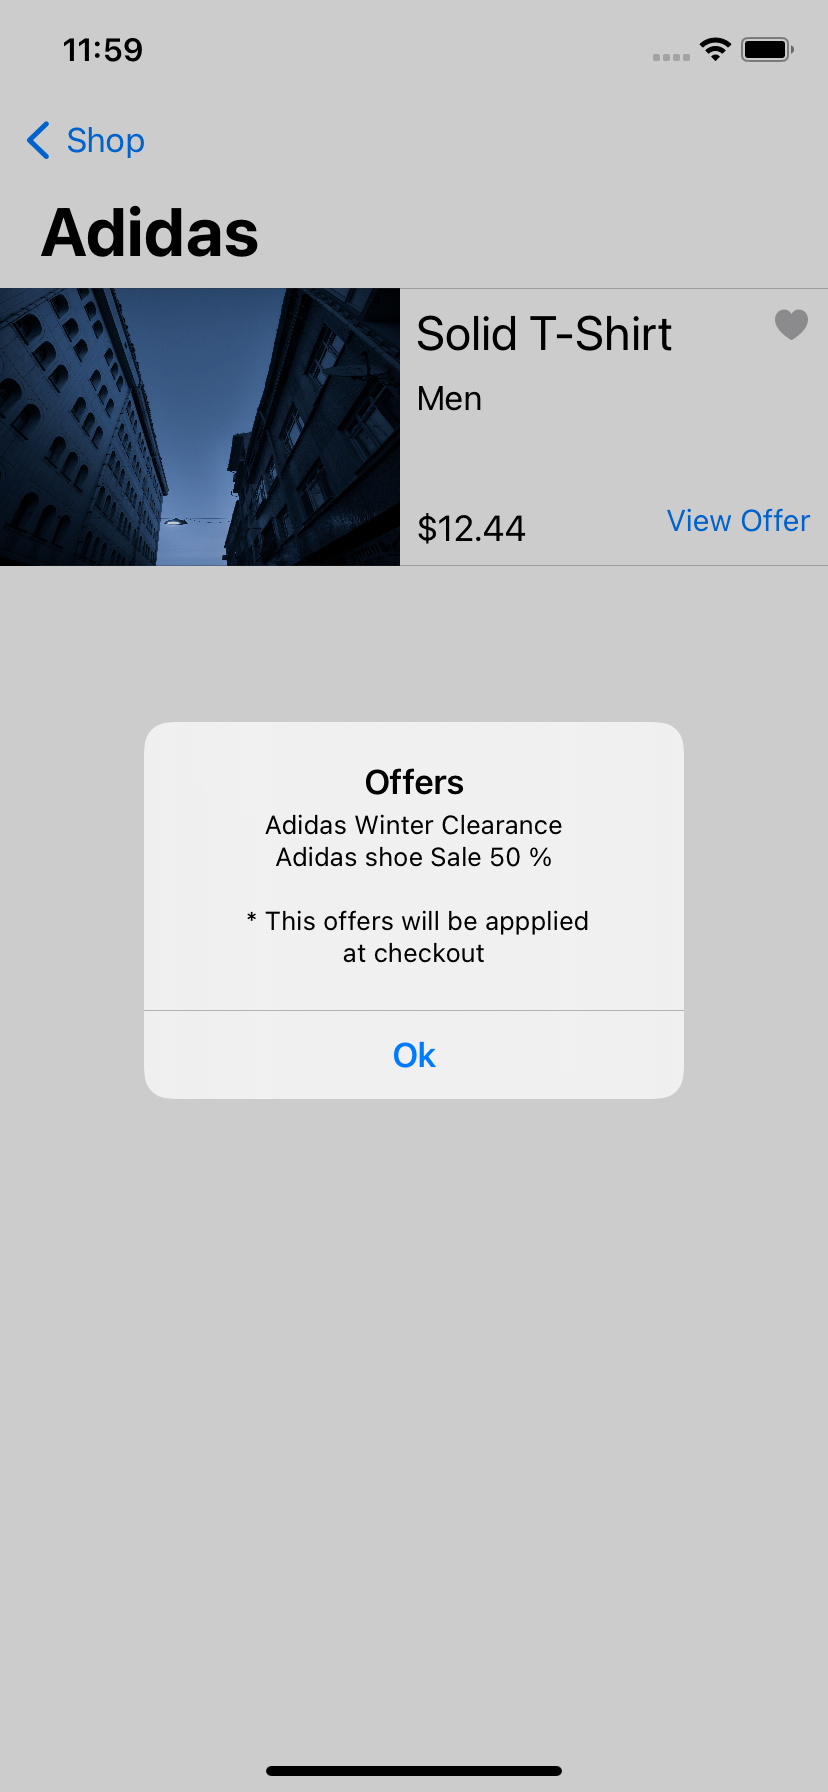 11:59
Shop
Adidas
Solid T-Shirt
Men
$12.44
View Offer
Offers
Adidas Winter Clearance
Adidas shoe Sale 50 %
* This offers will be appplied
at checkout
Ok